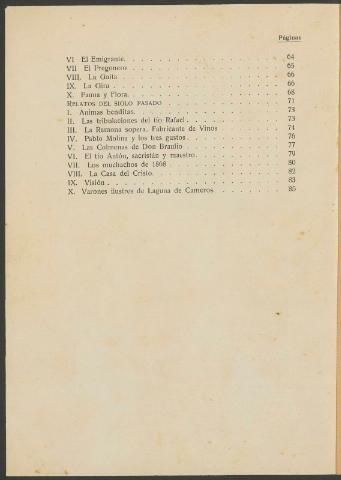 Páginas
VI El Emigrante. . . . . . . . . . . . . . 64
VII El Pregonero . . . . . . . . . . . . . 65
VIII. La Gaita . . . . . . . . . . . . . . 66
IX. La Gira . . . . . . . . . . . . . . . 66
X. Fauna y Flora. . . . . . . . . . . . . 68
RELATOS DEL SIGLO PASADO . . . . . . . . . 71
I. Animas benditas. . . . . . . . . . . . 73
II. Las tribulaciones del tío Rafael . . . . . . . 73
III. La Ramona sopera. Fabricante de Vinos . . . . 74
IV. Pablo Molina y los tres gustos . . . . . . . 76
V. Las Colmenas de Don Braulio . . . . . . . 77
VI. El tío Antón, sacristán y maestro. . . . . . . 79
VII. Los muchachos de 1868 . . . . . . . . . 80
VIII. La Casa del Cristo. . . . . . . . . . . 82
IX. Visión . . . . . . . . . . . . . . . . 83
X. Varones ilustres de Laguna de Cameros . . . . 85